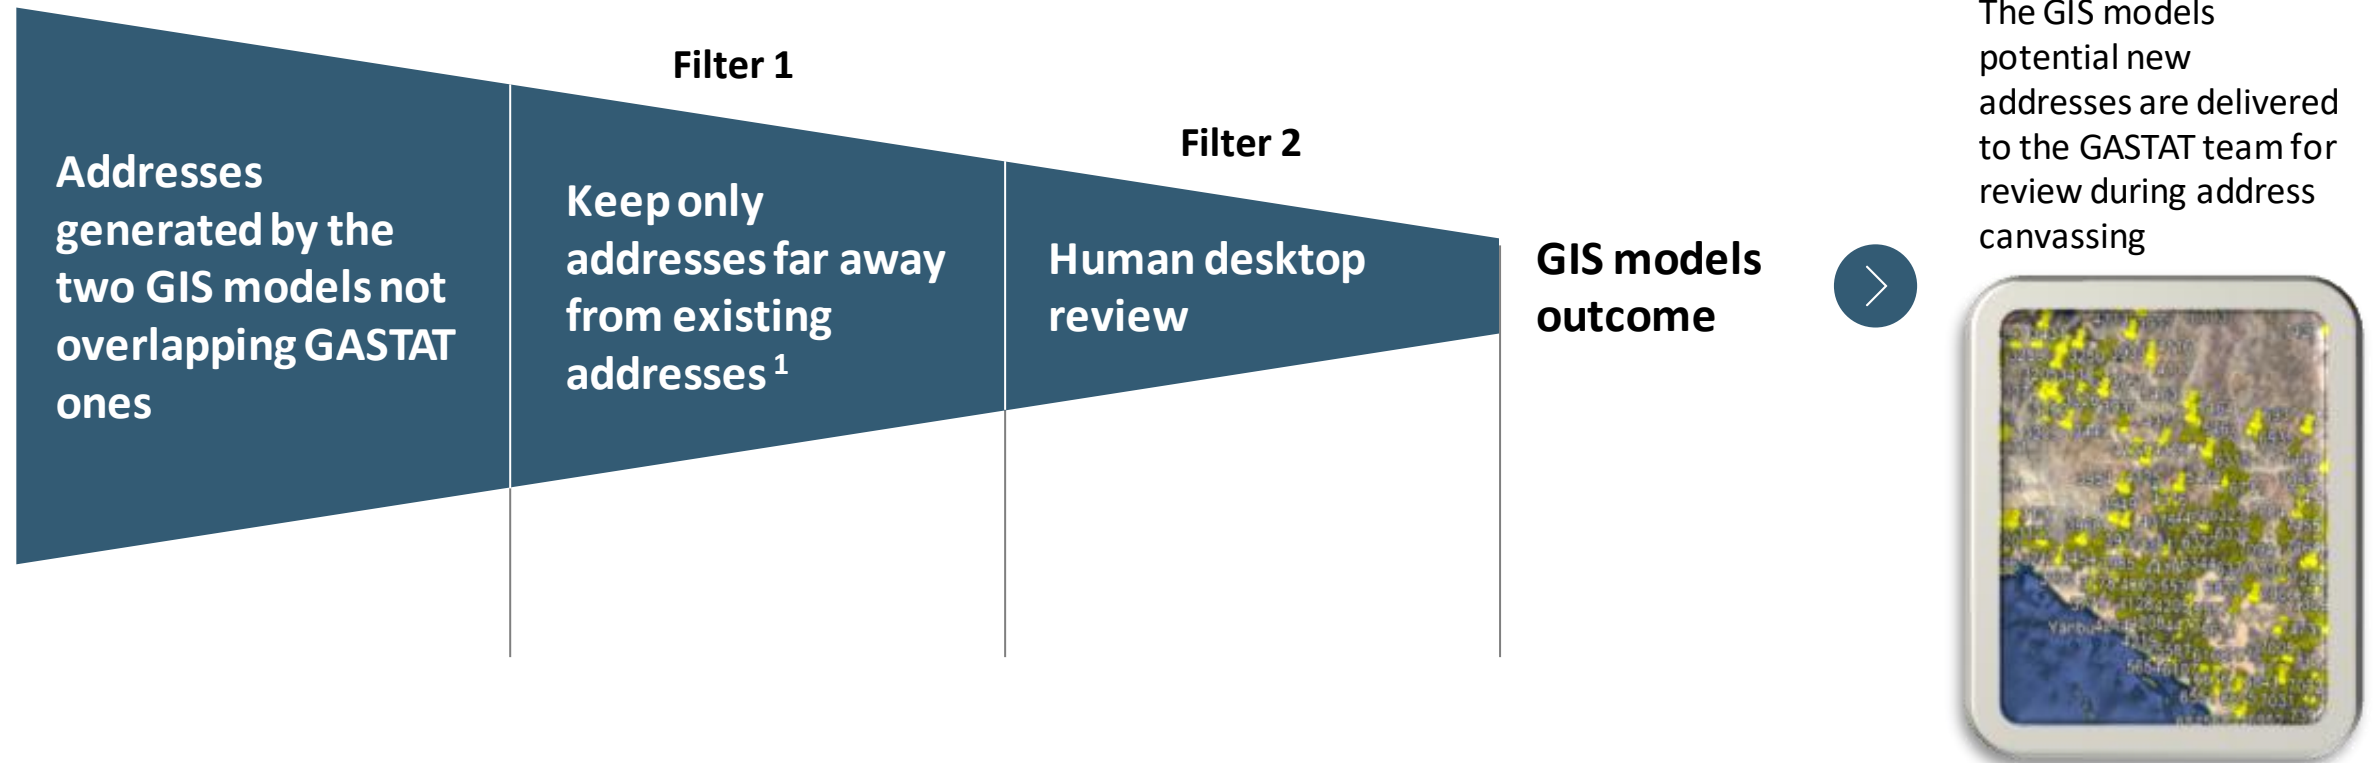 Filter 1
Filter 2
Addresses
generated by the
two GIS models not
overlapping GASTAT
ones
Keep only
addresses far away
from existing
addresses 1
Human desktop
review
GIS models
outcome
The GIS models
potential new
addresses are delivered
to the GASTAT team for
review during address
canvassing